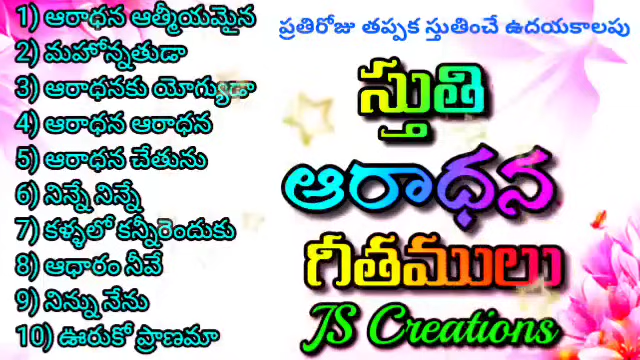 1) ఆరాధన ఆత్మీయమైన
2) మహోన్నతుడా
3) ఆరాధనకు యోగ్యుడా
4) ఆరాధన ఆరాధన
5) ఆరాధన చేతును
6) నిన్నే నిన్నే
7) కళ్ళలో కన్నీరెందుకు
8) ఆధారం నీవే
9) నిన్ను నేను
10) ఊరుకో ప్రాణమా
ప్రతిరోజు తప్పక స్తుతించే ఉదయకాలపు
స్తుతి
ఆరాధన
గీతములు
JS Creations